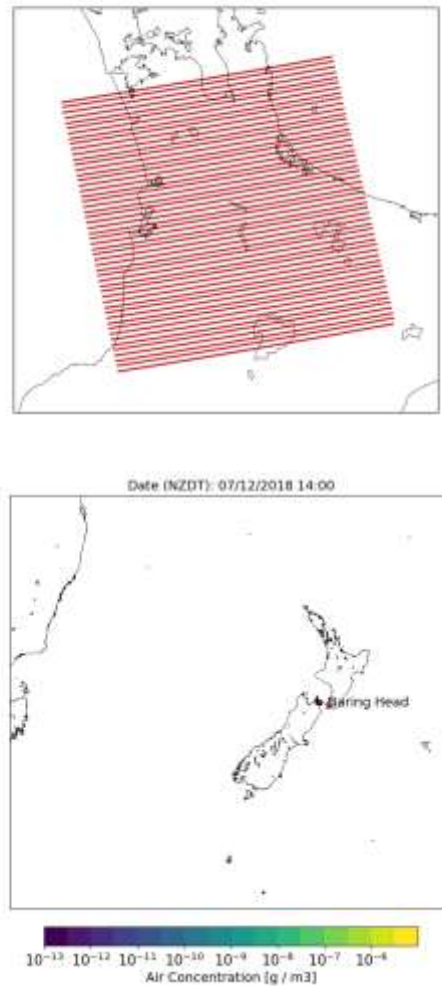 Date (NZDT): 07/12/2018 14:00
Baring Head
10⁻¹³ 10⁻¹² 10⁻¹¹ 10⁻¹⁰ 10⁻⁹ 10⁻⁸ 10⁻⁷ 10⁻⁶
Air Concentration [g / m3]